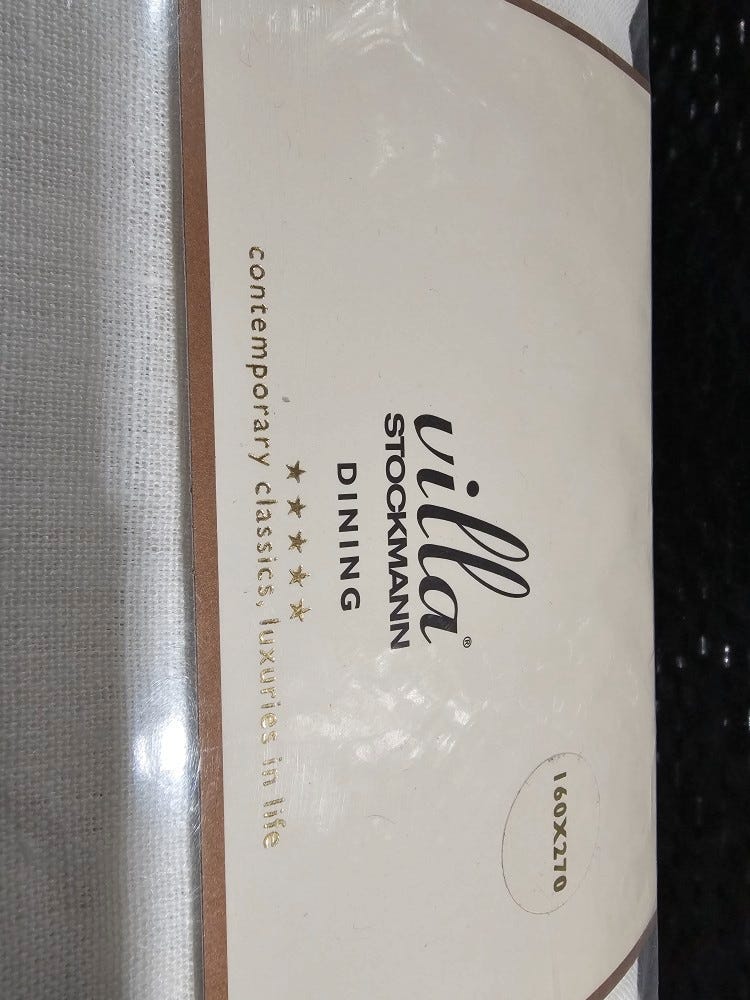 160X270
villa®
STOCKMANN
DINING
★★★★★
contemporary classics, luxuries in life